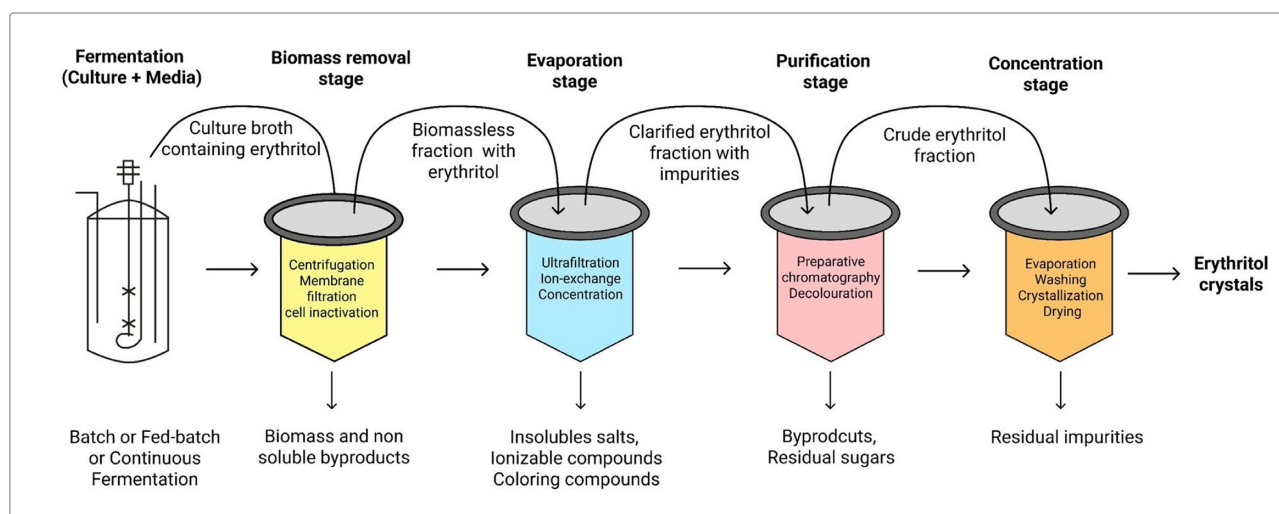 Fermentation
(Culture + Media)
Biomass removal
stage
Evaporation
stage
Purification
stage
Concentration
stage
Culture broth
containing erythritol
Biomassless
fraction with
erythritol
Clarified erythritol
fraction with
impurities
Crude erythritol
fraction
Centrifugation
Membrane
filtration
cell inactivation
Ultrafiltration
Ion-exchange
Concentration
Preparative
chromatography
Decolouration
Evaporation
Washing
Crystallization
Drying
Erythritol
crystals
Batch or Fed-batch
or Continuous
Fermentation
Biomass and non
soluble byproducts
Insolubles salts,
Ionizable compounds
Coloring compounds
Byprodcuts,
Residual sugars
Residual impurities